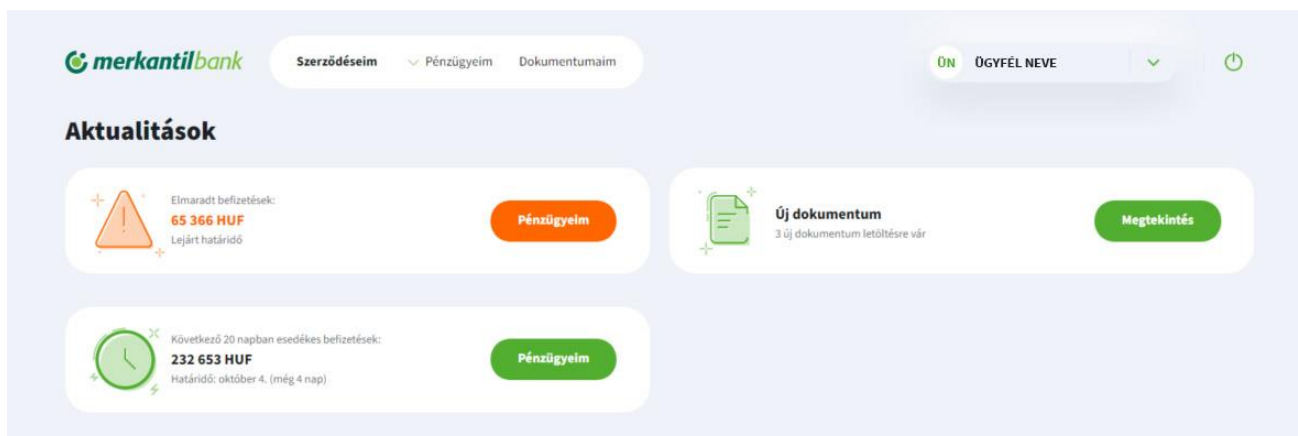 merkantilbank
Szerződéseim Pénzügyeim Dokumentumaim
ÜN ÜGYFÉL NEVE
Aktualitások
Elmaradt befizetések:
65 366 HUF
Lejárt határidő
Pénzügyeim
Új dokumentum
3 új dokumentum letöltésre vár
Megtekintés
Következő 20 napban esedékes befizetések:
232 653 HUF
Határidő: október 4. (még 4 nap)
Pénzügyeim